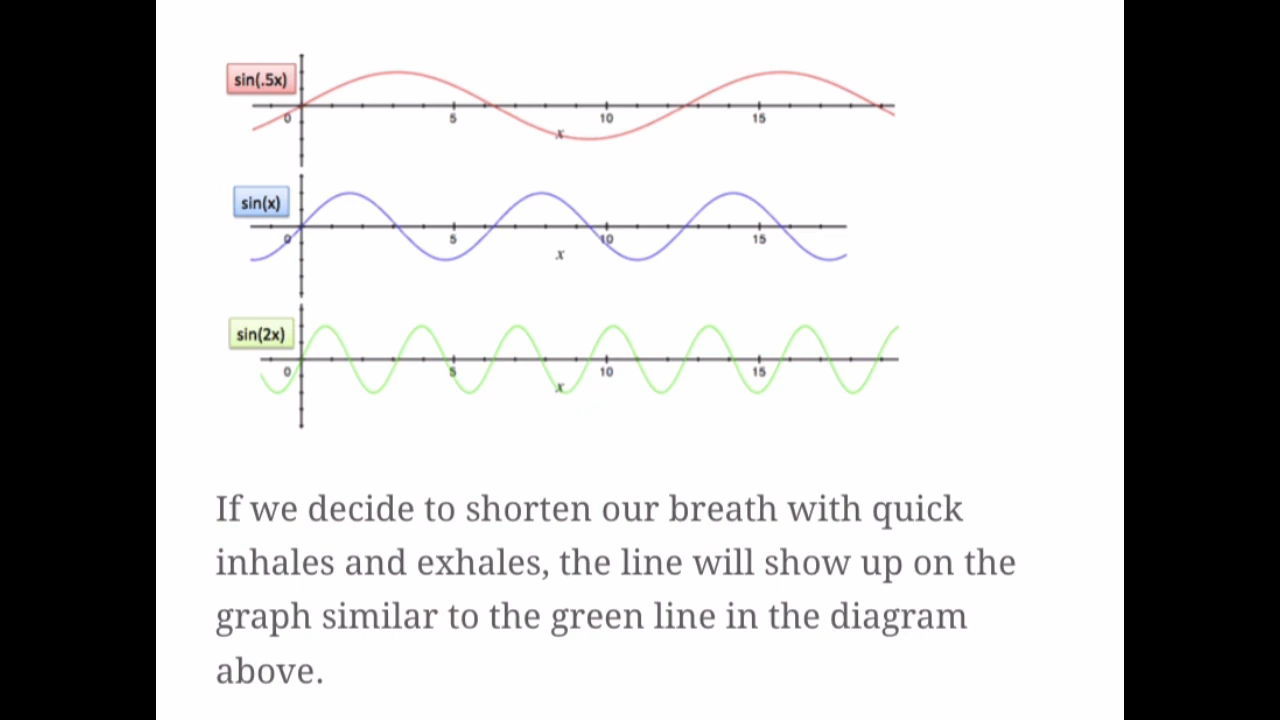 sin(.5x)
0 5 10 15
x
sin(x)
0 5 10 15
x
sin(2x)
0 5 10 15
x
If we decide to shorten our breath with quick
inhales and exhales, the line will show up on the
graph similar to the green line in the diagram
above.